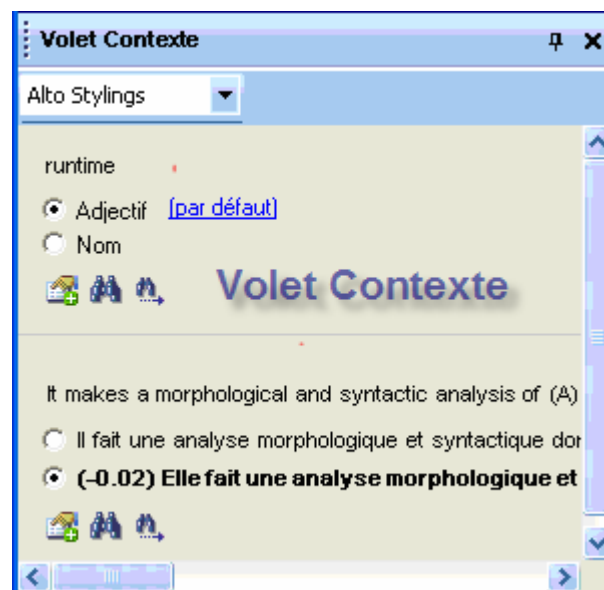 Volet Contexte
Alto Stylings
runtime
Adjectif (par défaut)
Nom
Volet Contexte
It makes a morphological and syntactic analysis of (A)
Il fait une analyse morphologique et syntactique
(-0.02) Elle fait une analyse morphologique et